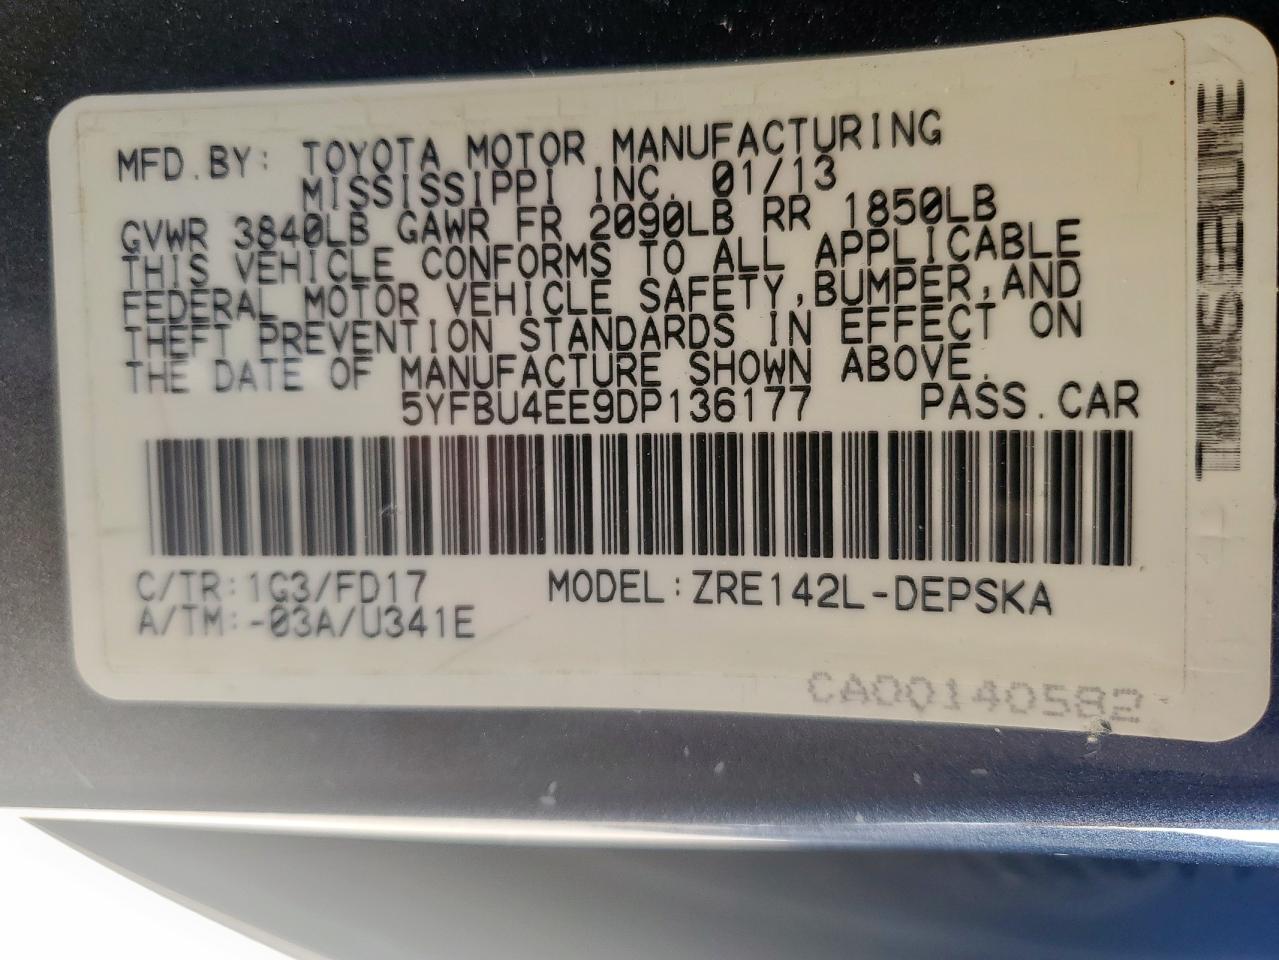 MFD.BY: TOYOTA MOTOR MANUFACTURING
MISSISSIPPI INC. 01/13
GVWR 3840LB GAWR FR 2090LB RR 1850LB
THIS VEHICLE CONFORMS TO ALL APPLICABLE
FEDERAL MOTOR VEHICLE SAFETY,BUMPER,AND
THEFT PREVENTION STANDARDS IN EFFECT ON
THE DATE OF MANUFACTURE SHOWN ABOVE.
5YFBU4EE9DP136177 PASS.CAR
C/TR:1G3/FD17 MODEL:ZRE142L-DEPSKA
A/TM:-03A/U341E
CA00140582